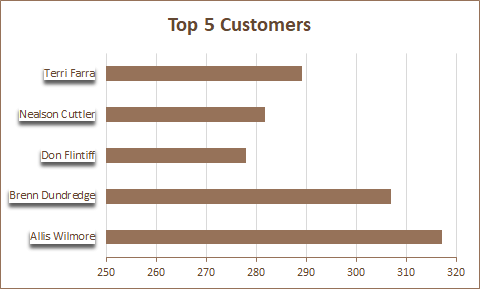 Top 5 Customers
Terri Farra
Nealson Cuttler
Don Flintiff
Brenn Dundredge
Allis Wilmore
250 260 270 280 290 300 310 320